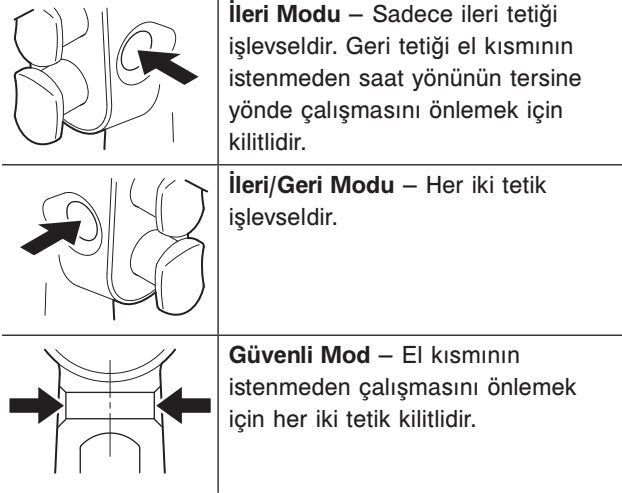 İleri Modu – Sadece ileri tetiği
işlevseldir. Geri tetiği el kısmının
istenmeden saat yönünün tersine
yönde çalışmasını önlemek için
kilitlidir.
İleri/Geri Modu – Her iki tetik
işlevseldir.
Güvenli Mod – El kısmının
istenmeden çalışmasını önlemek
için her iki tetik kilitlidir.